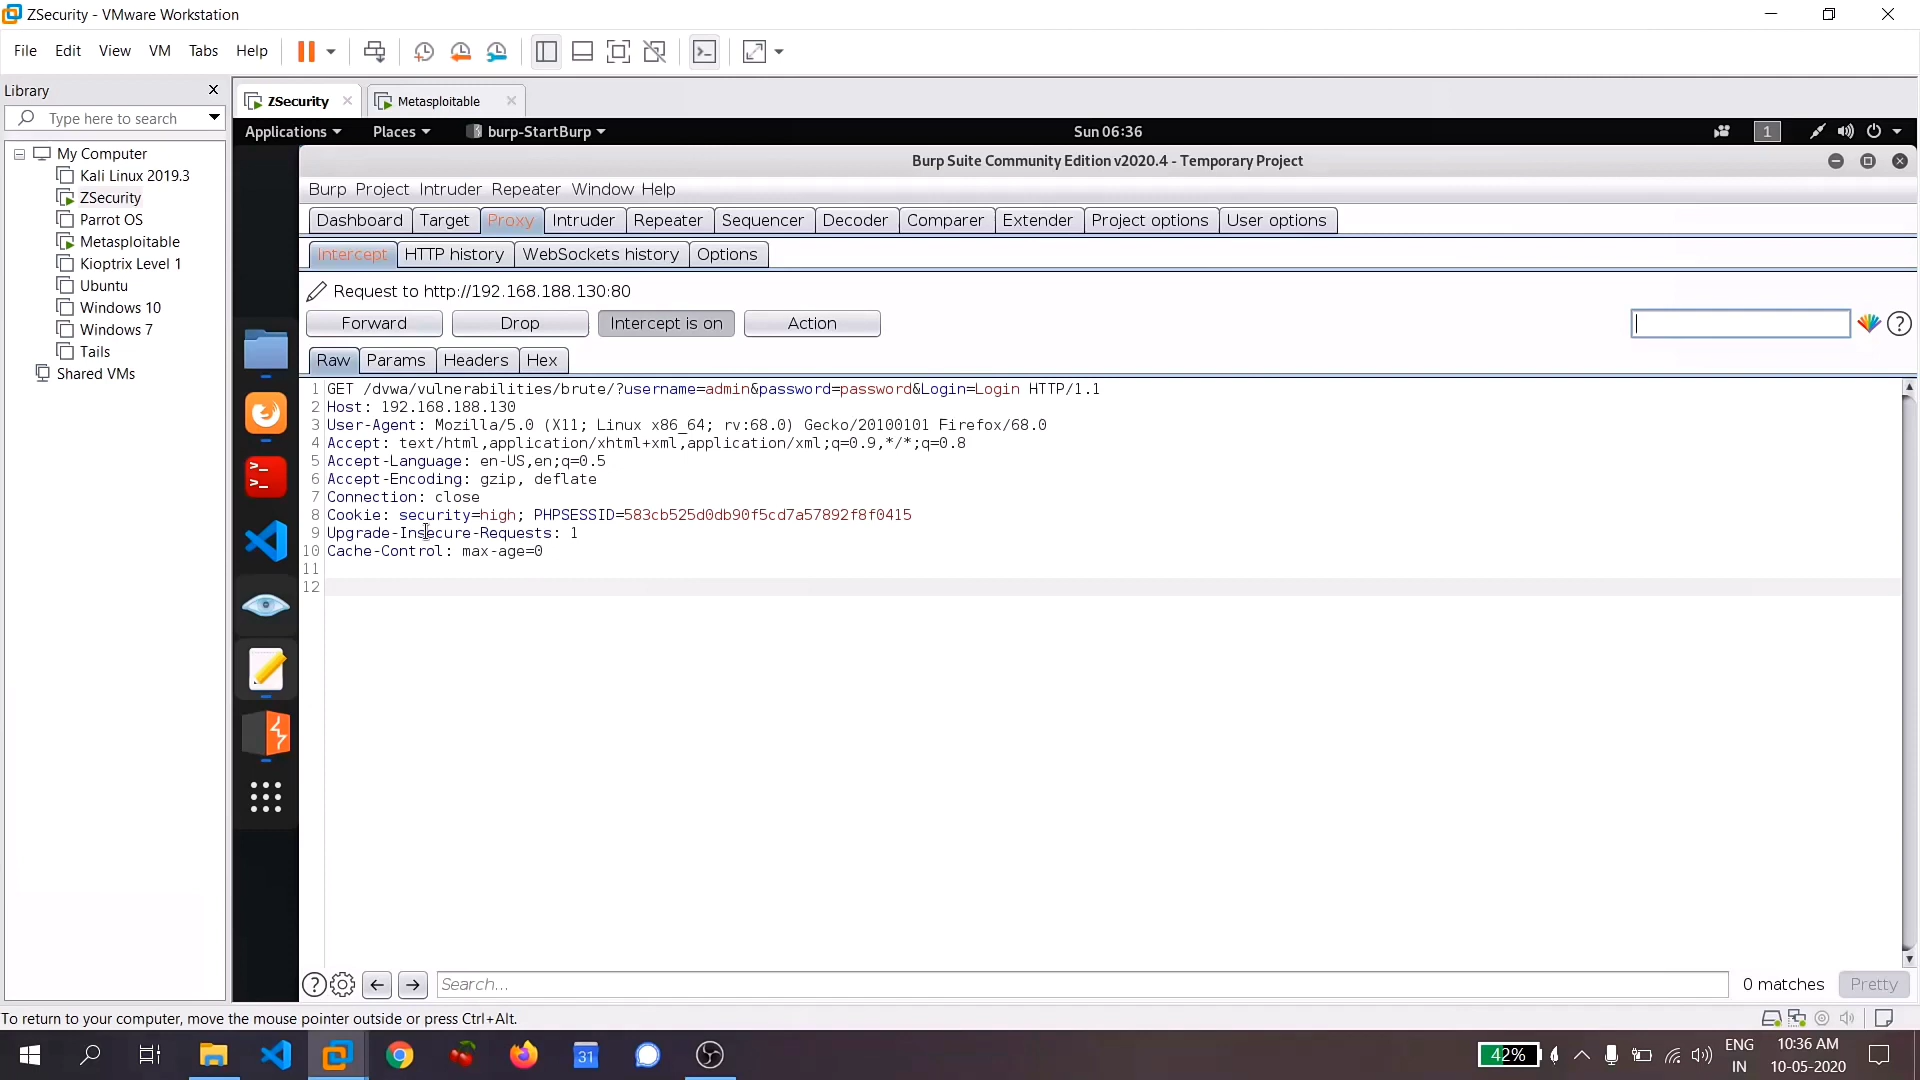 ZSecurity - VMware Workstation
File Edit View VM Tabs Help
Library
Type here to search
My Computer
Kali Linux 2019.3
ZSecurity
Parrot OS
Metasploitable
Kioptrix Level 1
Ubuntu
Windows 10
Windows 7
Tails
Shared VMs
ZSecurity Metasploitable
Applications Places burp-StartBurp Sun 06:36 1
Burp Suite Community Edition v2020.4 - Temporary Project
Burp Project Intruder Repeater Window Help
Dashboard Target Proxy Intruder Repeater Sequencer Decoder Comparer Extender Project options User options
Intercept HTTP history WebSockets history Options
Request to http://192.168.188.130:80
Forward Drop Intercept is on Action ?
Raw Params Headers Hex
1 GET /dvwa/vulnerabilities/brute/?username=admin&password=password&Login=Login HTTP/1.1
2 Host: 192.168.188.130
3 User-Agent: Mozilla/5.0 (X11; Linux x86_64; rv:68.0) Gecko/20100101 Firefox/68.0
4 Accept: text/html,application/xhtml+xml,application/xml;q=0.9,*/*;q=0.8
5 Accept-Language: en-US,en;q=0.5
6 Accept-Encoding: gzip, deflate
7 Connection: close
8 Cookie: security=high; PHPSESSID=583cb525d0db90f5cd7a57892f8f0415
9 Upgrade-Insecure-Requests: 1
10 Cache-Control: max-age=0
11
12
? Search... 0 matches Pretty
To return to your computer, move the mouse pointer outside or press Ctrl+Alt.
31 42% ENG 10:36 AM
IN 10-05-2020